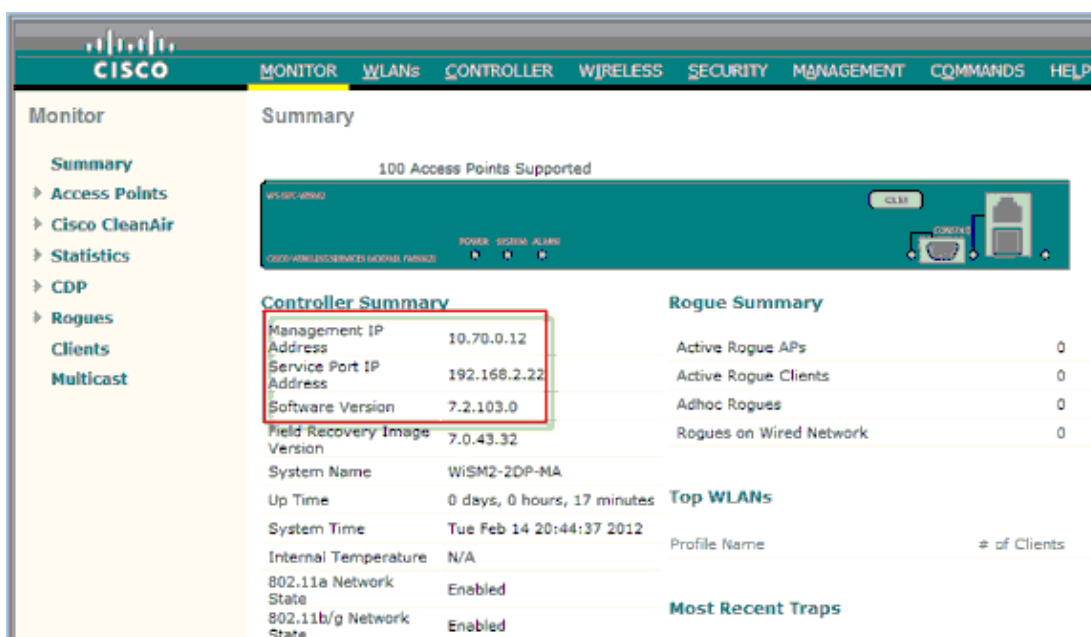 CISCO
MONITOR WLANs CONTROLLER WIRELESS SECURITY MANAGEMENT COMMANDS HELP
Monitor
Summary
Access Points
Cisco CleanAir
Statistics
CDP
Rogues
Clients
Multicast
Summary
100 Access Points Supported
POWER SYSTEM ALARM
Controller Summary
Management IP
Address 10.70.0.12
Service Port IP
Address 192.168.2.22
Software Version 7.2.103.0
Field Recovery Image
Version 7.0.43.32
System Name WiSM2-2DP-MA
Up Time 0 days, 0 hours, 17 minutes
System Time Tue Feb 14 20:44:37 2012
Internal Temperature N/A
802.11a Network
State Enabled
802.11b/g Network
State Enabled
Rogue Summary
Active Rogue APs 0
Active Rogue Clients 0
Adhoc Rogues 0
Rogues on Wired Network 0
Top WLANs
Profile Name # of Clients
Most Recent Traps